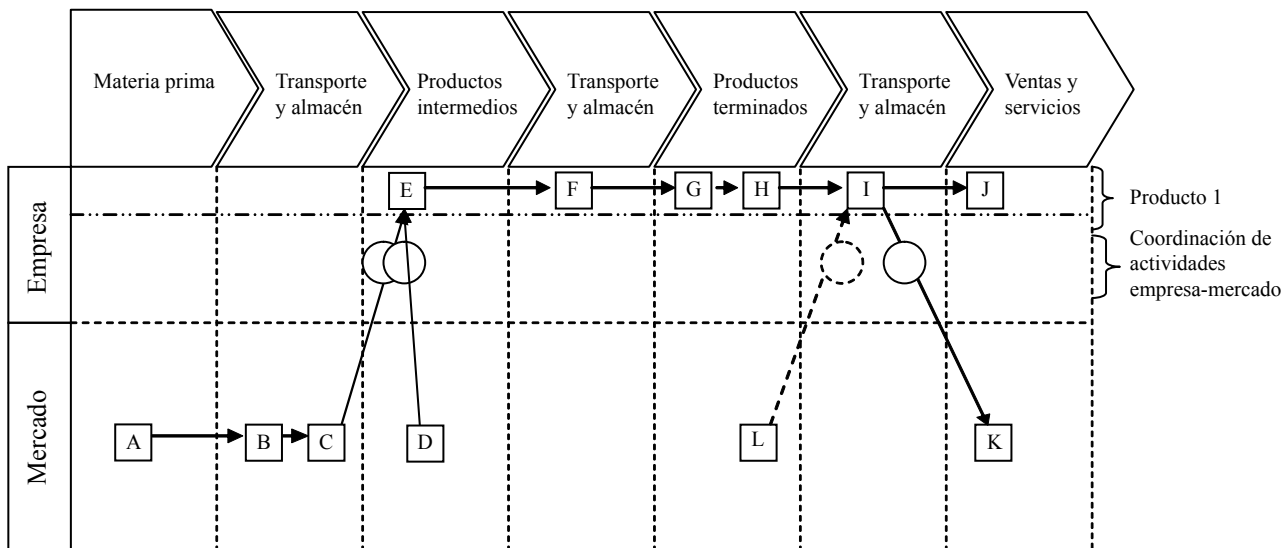 Materia prima
Transporte
y almacén
Productos
intermedios
Transporte
y almacén
Productos
terminados
Transporte
y almacén
Ventas y
servicios
Empresa
E
F
G
H
I
J
Producto 1
Coordinación de
actividades
empresa-mercado
Mercado
A
B
C
D
L
K